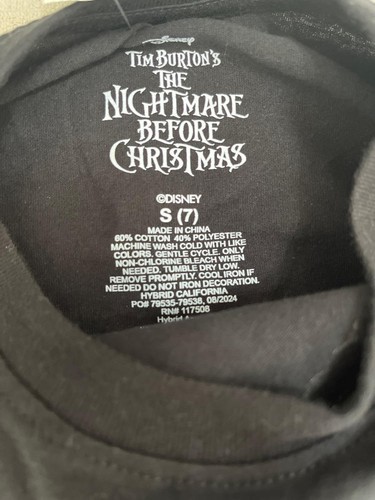 Disney
TIM BURTON'S
THE
NIGHTMARE
BEFORE
CHRISTMAS
©DISNEY
S (7)
MADE IN CHINA
60% COTTON 40% POLYESTER
MACHINE WASH COLD WITH LIKE
COLORS. GENTLE CYCLE. ONLY
NON-CHLORINE BLEACH WHEN
NEEDED. TUMBLE DRY LOW.
REMOVE PROMPTLY. COOL IRON IF
NEEDED DO NOT IRON DECORATION.
HYBRID CALIFORNIA
PO# 79535-79538, 08/2024
RN# 117508
Hybrid